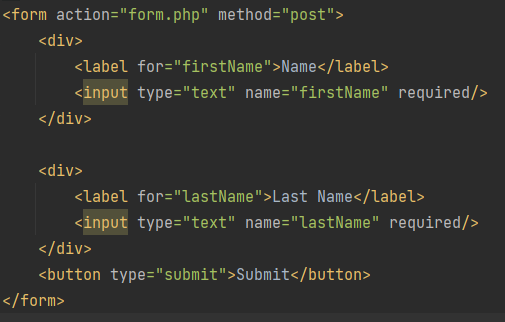 <form action="form.php" method="post">
<div>
<label for="firstName">Name</label>
<input type="text" name="firstName" required/>
</div>
<div>
<label for="lastName">Last Name</label>
<input type="text" name="lastName" required/>
</div>
<button type="submit">Submit</button>
</form>